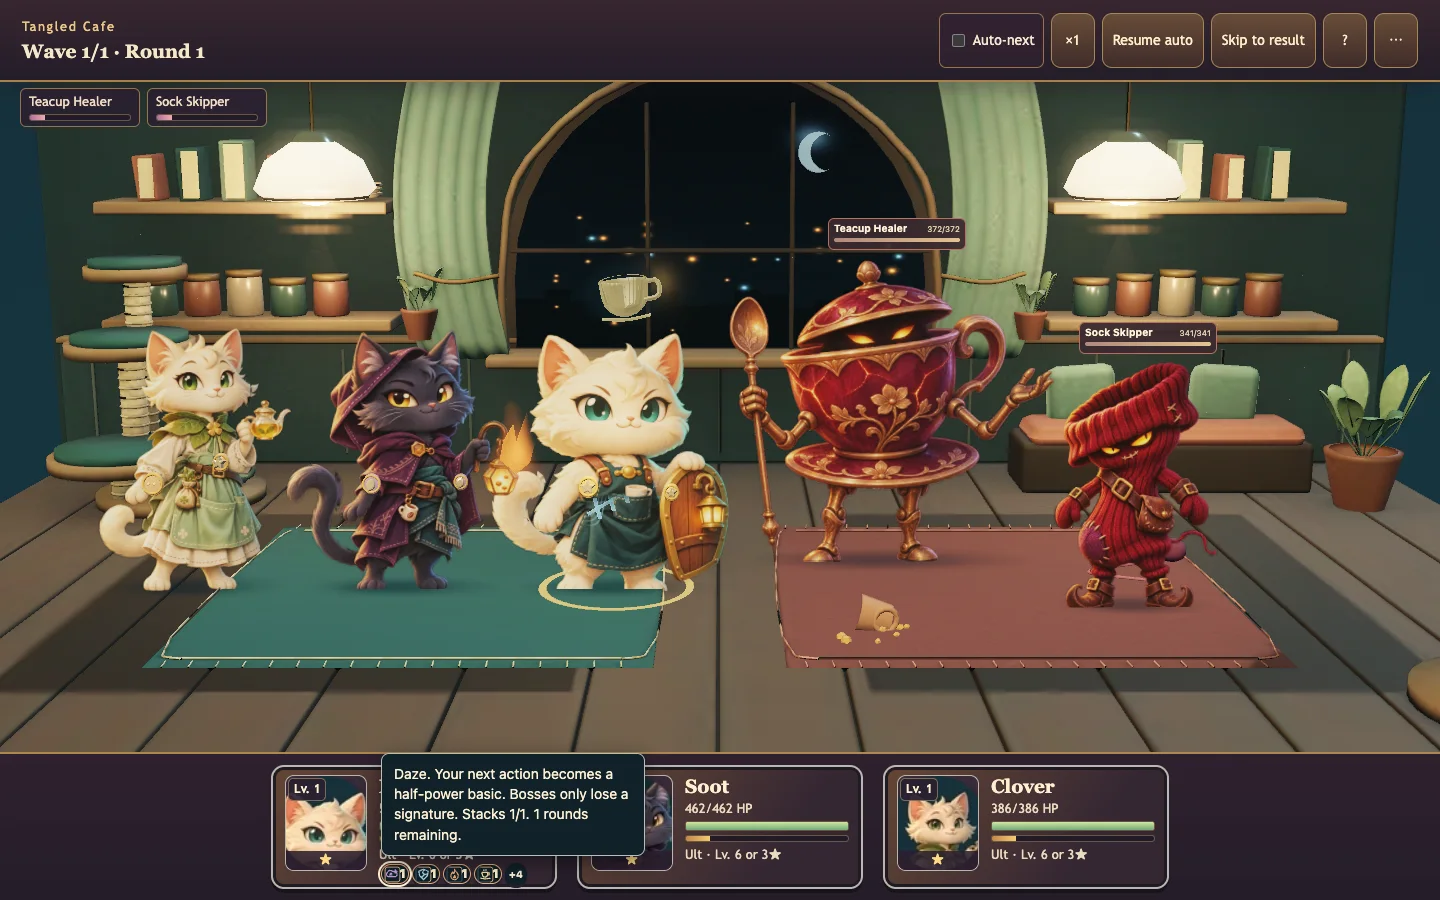 Tangled Cafe
Wave 1/1 · Round 1
Auto-next
×1
Resume auto
Skip to result
?
···
Teacup Healer
Sock Skipper
Teacup Healer 372/372
Sock Skipper 341/341
Daze. Your next action becomes a
half-power basic. Bosses only lose a
signature. Stacks 1/1. 1 rounds
remaining.
Lv. 1
1
1
1
1
+4
Soot
462/462 HP
Ult · Lv. 6 or 3★
Lv. 1
Clover
386/386 HP
Ult · Lv. 6 or 3★